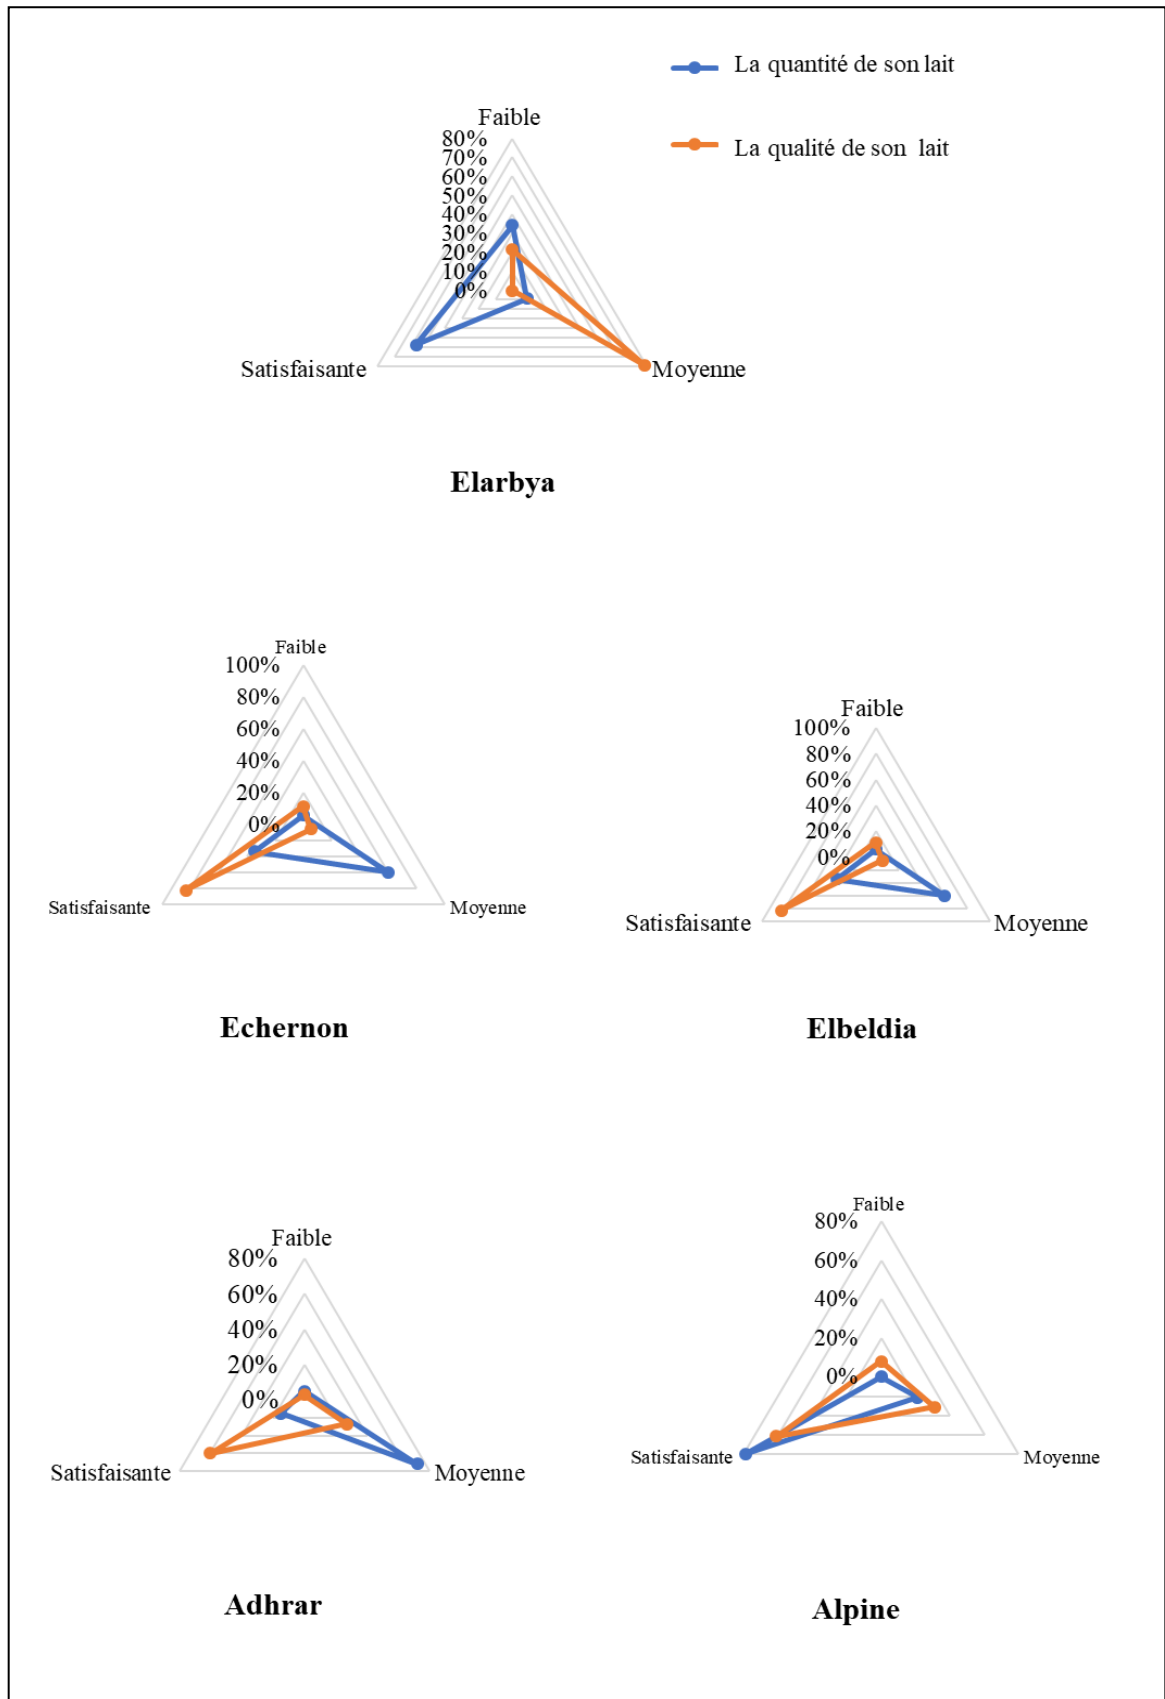 La quantité de son lait
La qualité de son lait
Faible
80%
70%
60%
50%
40%
30%
20%
10%
0%
Satisfaisante
Moyenne
Elarbya
Faible
100%
80%
60%
40%
20%
0%
Satisfaisante
Moyenne
Echernon
Faible
100%
80%
60%
40%
20%
0%
Satisfaisante
Moyenne
Elbeldia
Faible
80%
60%
40%
20%
0%
Satisfaisante
Moyenne
Adhrar
Faible
80%
60%
40%
20%
0%
Satisfaisante
Moyenne
Alpine